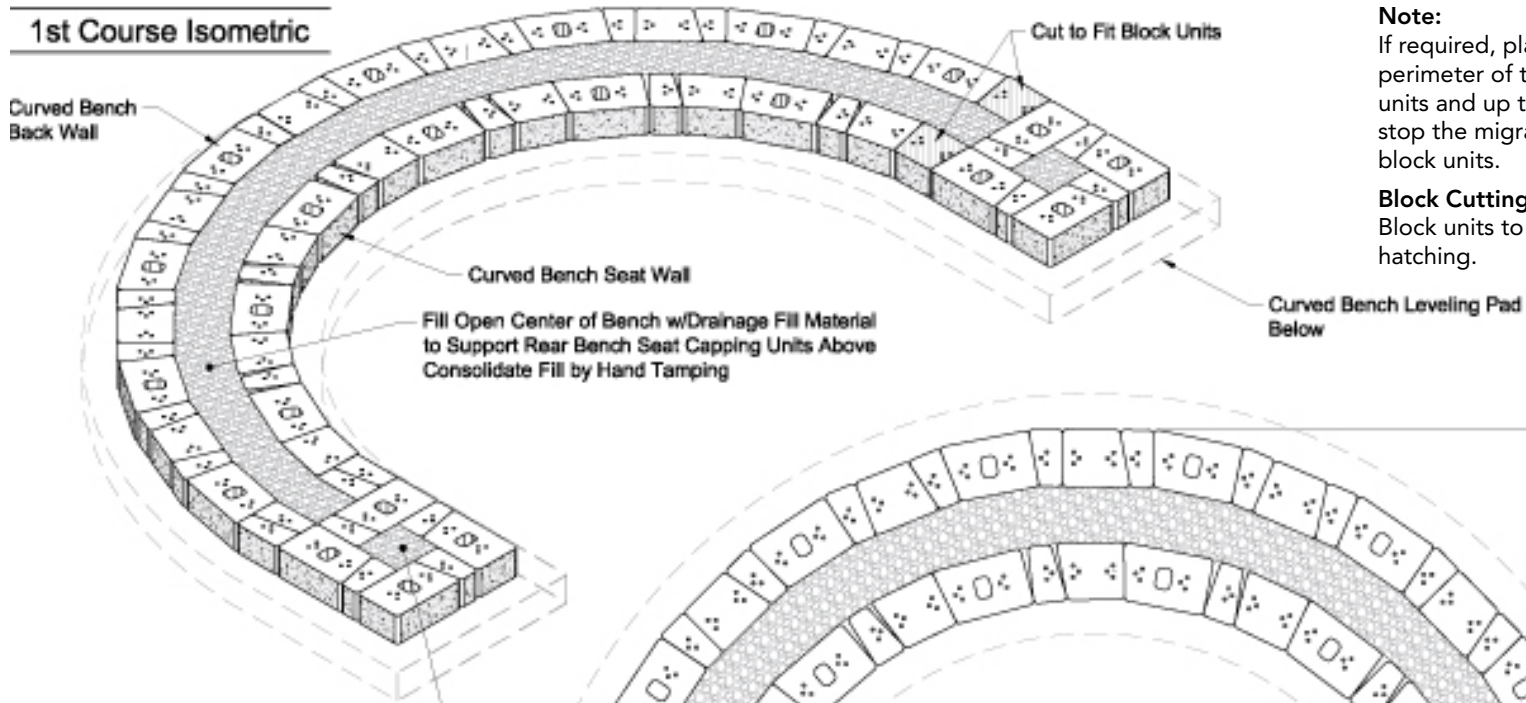 1st Course Isometric
Curved Bench
Back Wall
Cut to Fit Block Units
Curved Bench Seat Wall
Fill Open Center of Bench w/Drainage Fill Material
to Support Rear Bench Seat Capping Units Above
Consolidate Fill by Hand Tamping
Curved Bench Leveling Pad
Below
Note:
If required, pla
perimeter of t
units and up t
stop the migra
block units.
Block Cutting
Block units to
hatching.